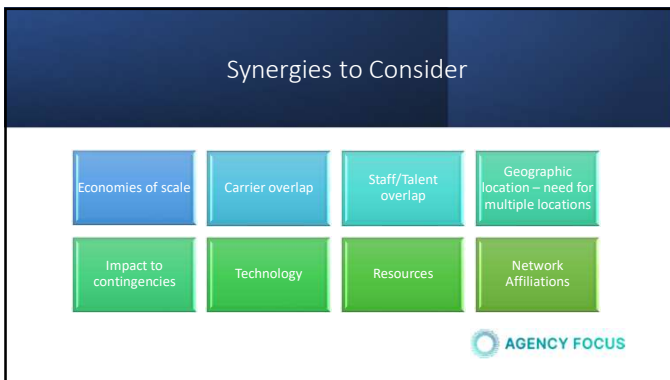 Synergies to Consider
Economies of scale
Carrier overlap
Staff/Talent
overlap
Geographic
location – need for
multiple locations
Impact to
contingencies
Technology
Resources
Network
Affiliations
AGENCY FOCUS